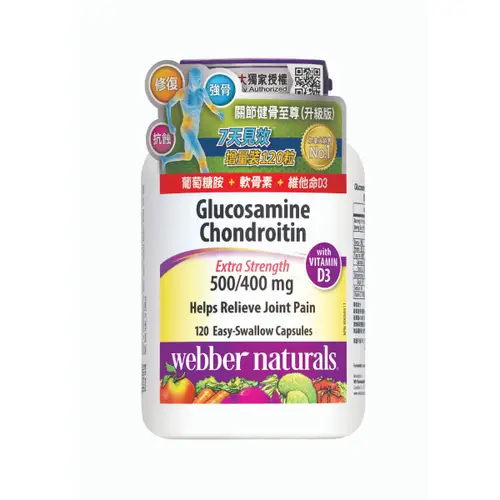 修復
強骨
抗蝕
獨家授權
Authorized
關節健骨至尊(升級版)
7天見效
增量裝120粒
No.1
葡萄糖胺 + 軟骨素 + 維他命D3
Glucosamine
Chondroitin
with
VITAMIN
D3
Extra Strength
500/400 mg
Helps Relieve Joint Pain
120 Easy-Swallow Capsules
webber naturals